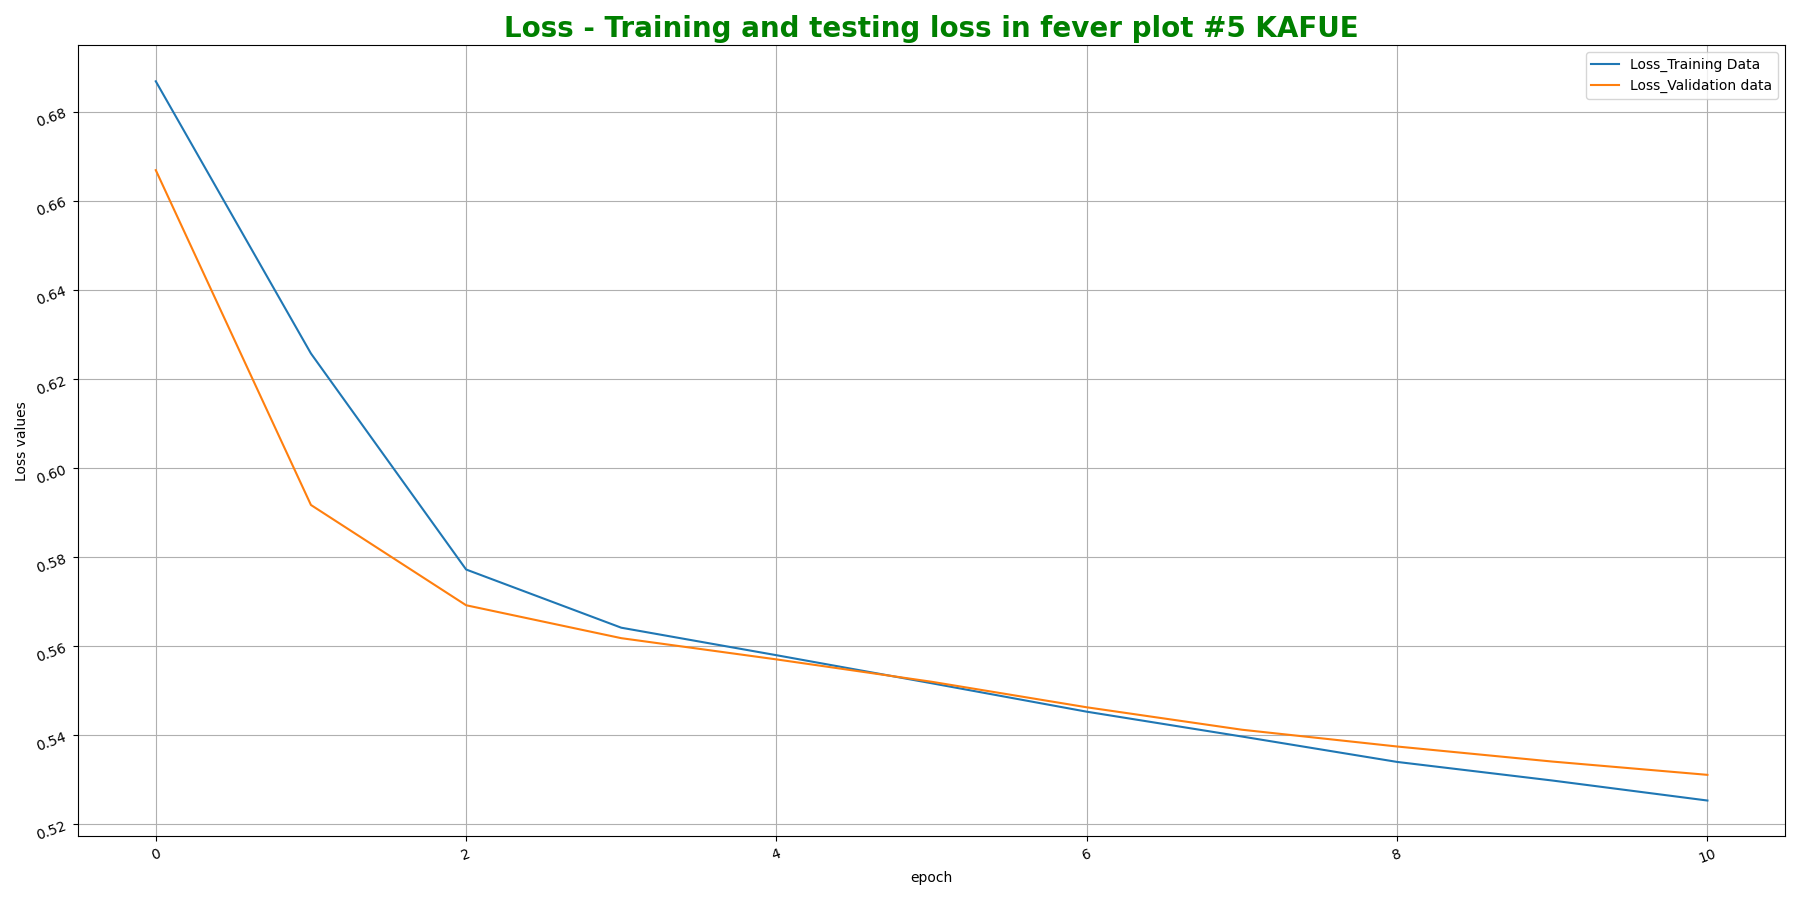 Loss - Training and testing loss in fever plot #5 KAFUE
Loss_Training Data
Loss_Validation data
0.68
0.66
0.64
0.62
0.60
0.58
0.56
0.54
0.52
Loss values
0 2 4 6 8 10
epoch